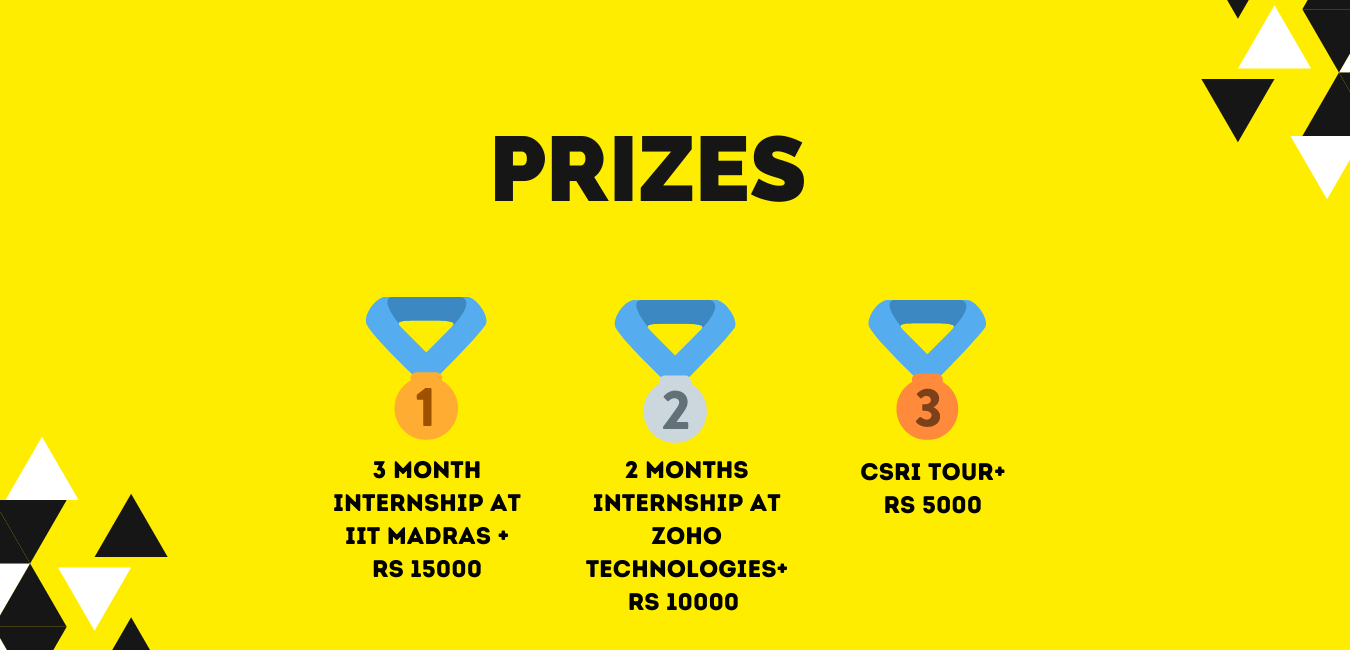 PRIZES
1
3 MONTH
INTERNSHIP AT
IIT MADRAS +
RS 15000
2
2 MONTHS
INTERNSHIP AT
ZOHO
TECHNOLOGIES+
RS 10000
3
CSRI TOUR+
RS 5000